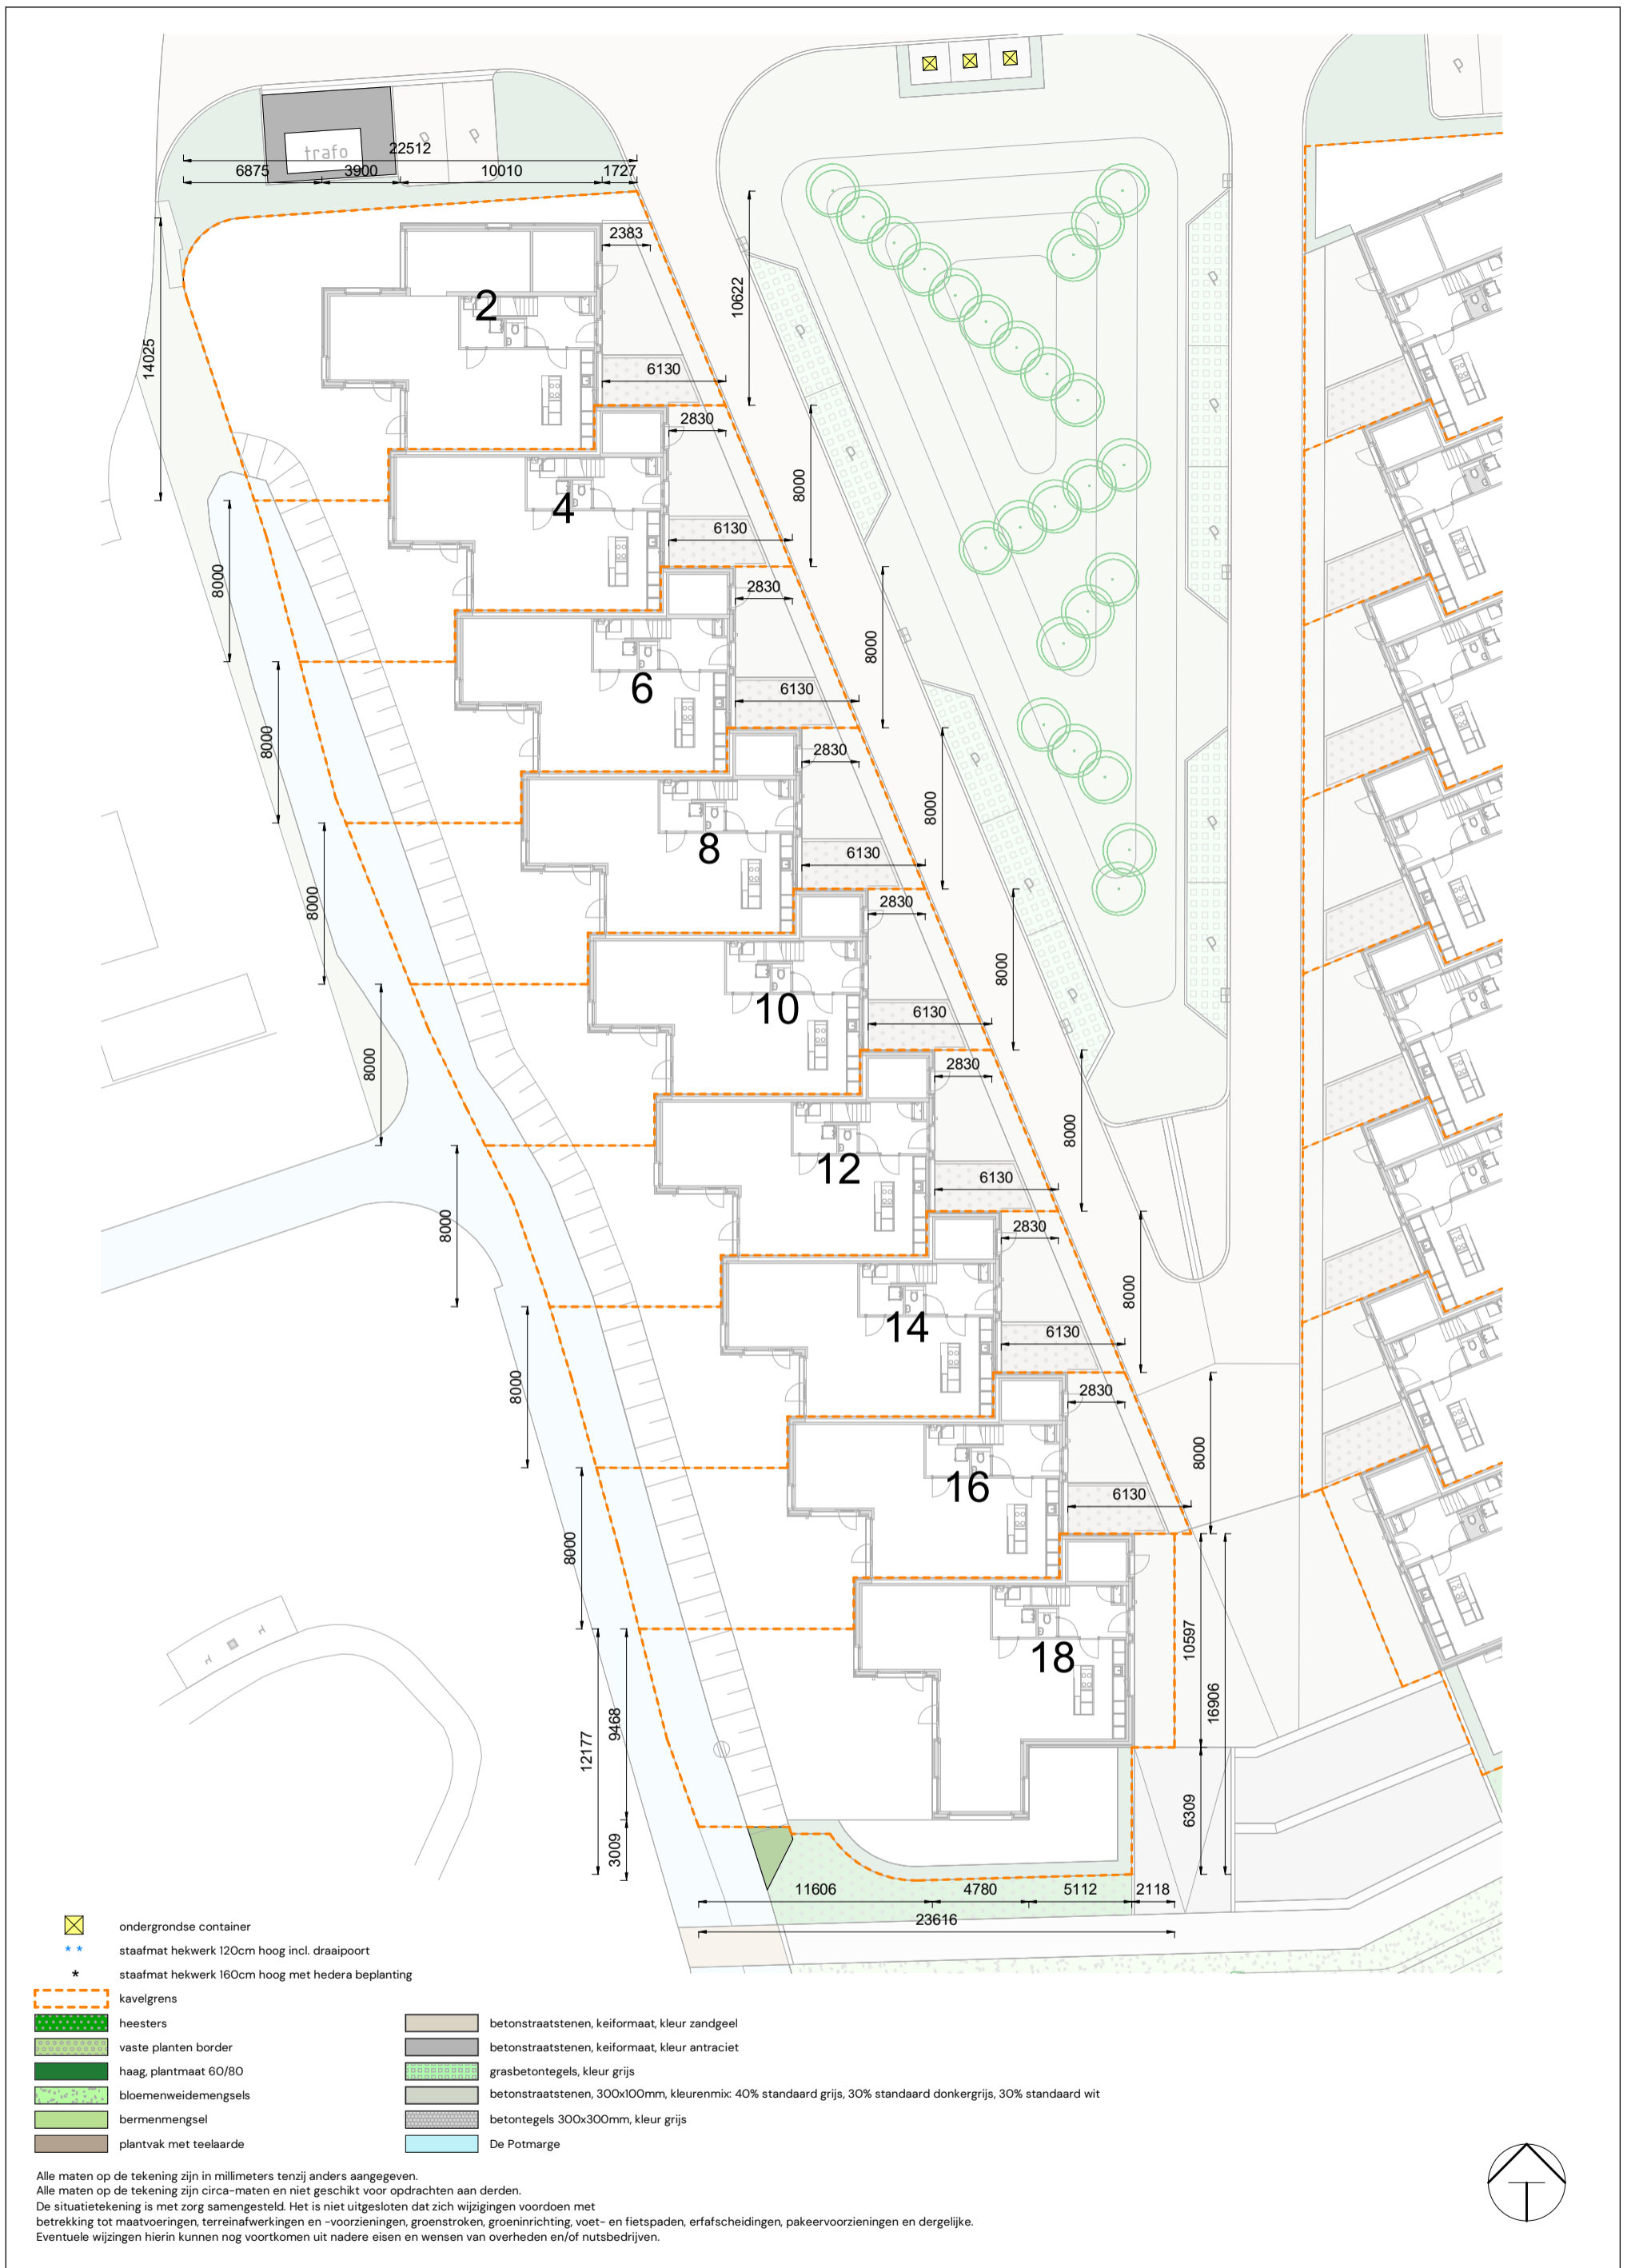 trafo
P
P
P
22512
6875
3900
10010
1727
2383
2
10622
14025
6130
2830
4
8000
8000
6130
2830
6
8000
8000
6130
2830
8
8000
8000
6130
2830
10
8000
8000
6130
2830
12
8000
8000
6130
2830
14
8000
8000
6130
2830
16
8000
8000
6130
18
10597
16906
12177
9468
6309
3009
11606
4780
5112
2118
23616
P
P
P
P
P
P
P
P
P
P
P
ondergrondse container
** staafmat hekwerk 120cm hoog incl. draaipoort
* staafmat hekwerk 160cm hoog met hedera beplanting
kavelgrens
heesters
vaste planten border
haag, plantmaat 60/80
bloemenweidemengsels
bermenmengsel
plantvak met teelaarde
betonstraatstenen, keiformaat, kleur zandgeel
betonstraatstenen, keiformaat, kleur antraciet
grasbetontegels, kleur grijs
betonstraatstenen, 300x100mm, kleurenmix: 40% standaard grijs, 30% standaard donkergrijs, 30% standaard wit
betontegels 300x300mm, kleur grijs
De Potmarge
Alle maten op de tekening zijn in millimeters tenzij anders aangegeven.
Alle maten op de tekening zijn circa-maten en niet geschikt voor opdrachten aan derden.
De situatietekening is met zorg samengesteld. Het is niet uitgesloten dat zich wijzigingen voordoen met
betrekking tot maatvoeringen, terreinafwerkingen en -voorzieningen, groenstroken, groeninrichting, voet- en fietspaden, erfafscheidingen, pakeervoorzieningen en dergelijke.
Eventuele wijzingen hierin kunnen nog voortkomen uit nadere eisen en wensen van overheden en/of nutsbedrijven.